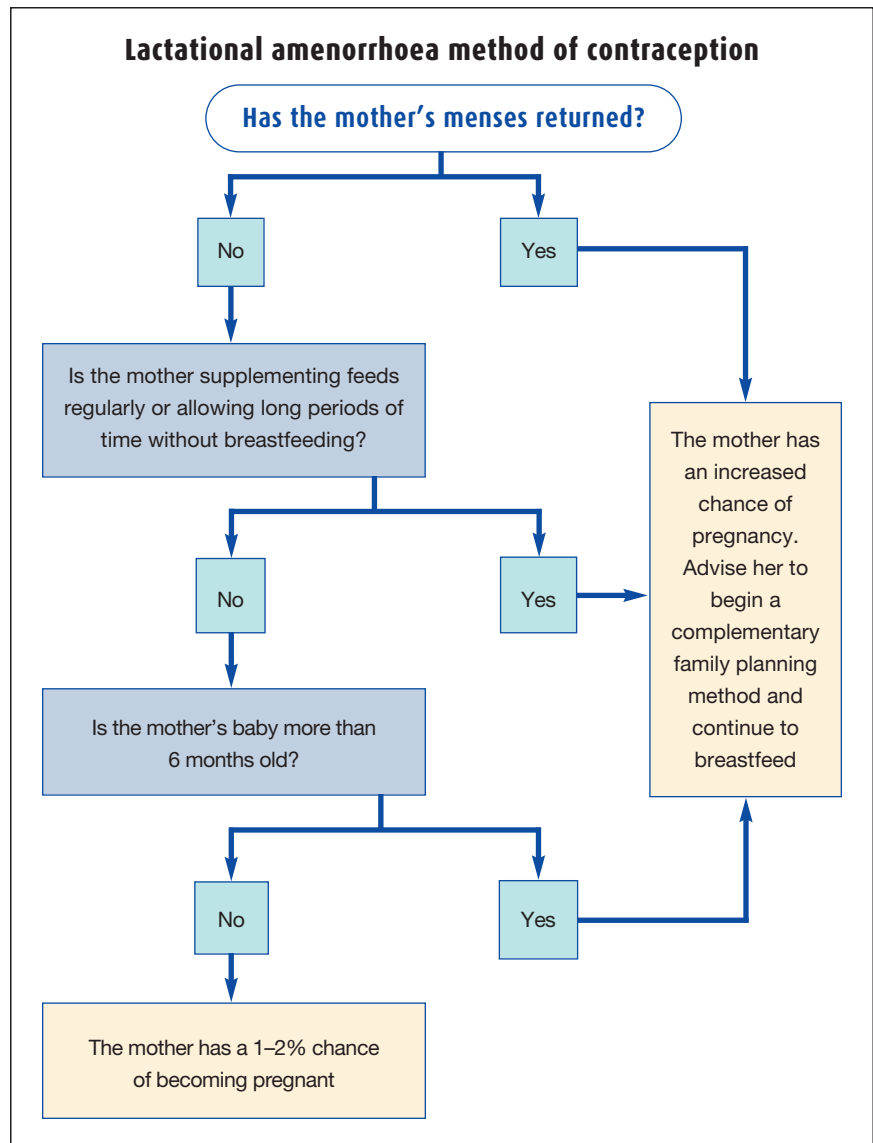 Lactational amenorrhoea method of contraception
Has the mother's menses returned?
No
Yes
Is the mother supplementing feeds
regularly or allowing long periods of
time without breastfeeding?
No
Yes
The mother has
an increased
chance of
pregnancy.
Advise her to
begin a
complementary
family planning
method and
continue to
breastfeed
Is the mother's baby more than
6 months old?
No
Yes
The mother has a 1–2% chance
of becoming pregnant